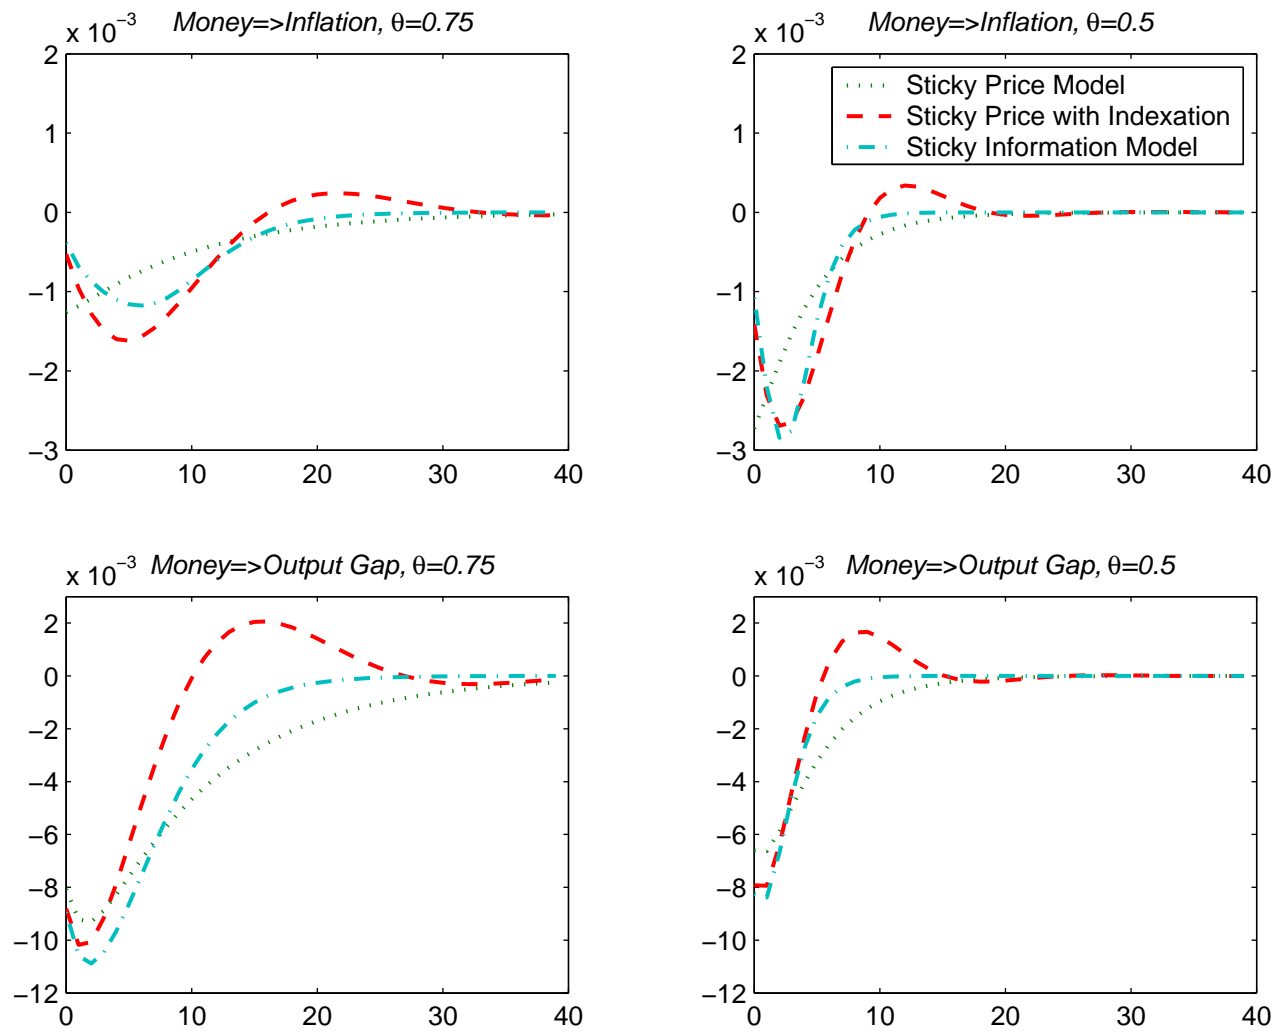 x 10⁻³ Money=>Inflation, θ=0.75
2
1
0
−1
−2
−3
0 10 20 30 40
x 10⁻³ Money=>Inflation, θ=0.5
2
1
0
−1
−2
−3
0 10 20 30 40
Sticky Price Model
Sticky Price with Indexation
Sticky Information Model
x 10⁻³ Money=>Output Gap, θ=0.75
2
0
−2
−4
−6
−8
−10
−12
0 10 20 30 40
x 10⁻³ Money=>Output Gap, θ=0.5
2
0
−2
−4
−6
−8
−10
−12
0 10 20 30 40